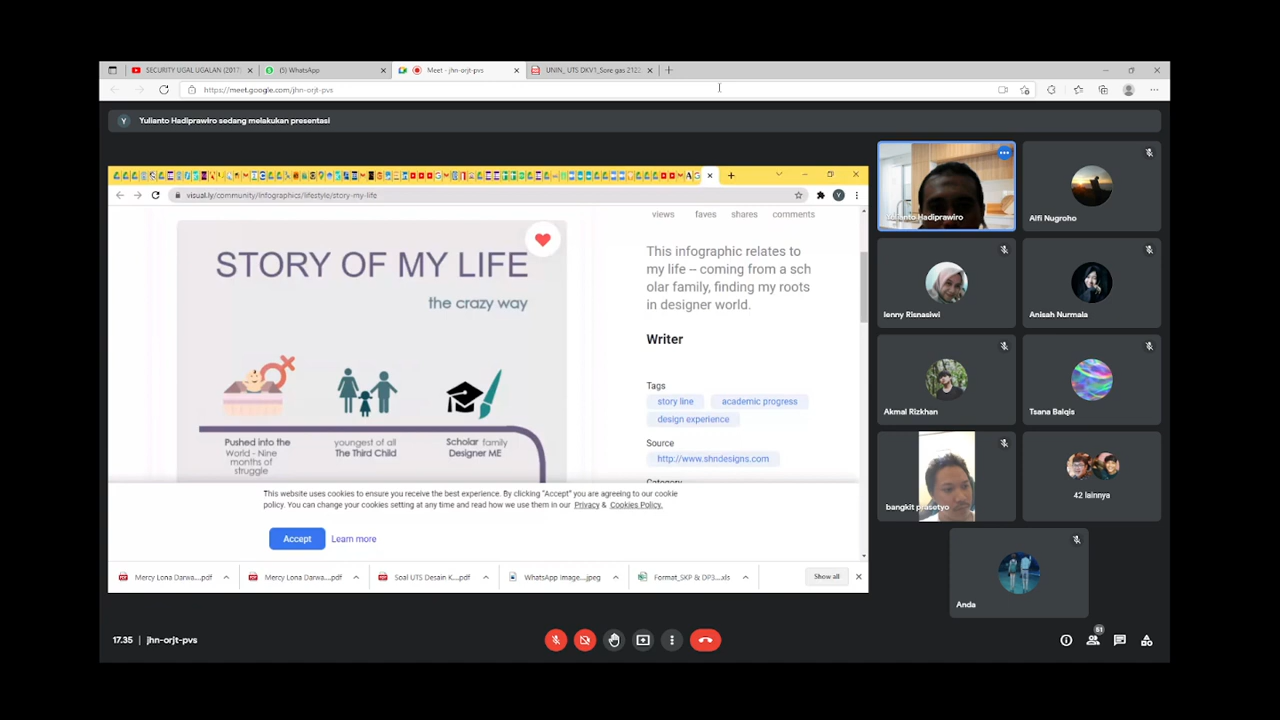 SECURITY UGAL UGALAN (2017)
(5) WhatsApp
Meet - jhn-orjt-pvs
UNIN_ UTS DKV1_Sore gas 2122
https://meet.google.com/jhn-orjt-pvs
Y
Yulianto Hadiprawiro sedang melakukan presentasi
visual.ly/community/Infographics/lifestyle/story-my-life
Y
views faves shares comments
STORY OF MY LIFE
the crazy way
This infographic relates to
my life – coming from a sch
olar family, finding my roots
in designer world.
Writer
Tags
story line
academic progress
design experience
Source
http://www.shndesigns.com
Category
Pushed into the
World - Nine
months of
struggle
youngest of all
The Third Child
Scholar family
Designer ME
This website uses cookies to ensure you receive the best experience. By clicking "Accept" you are agreeing to our cookie
policy. You can change your cookies setting at any time and read how we use them in our Privacy & Cookies Policy.
Accept
Learn more
Mercy Lona Darwa....pdf
Mercy Lona Darwa....pdf
Soal UTS Desain K....pdf
WhatsApp Image....jpeg
Format_SKP & DP3....xls
Show all
Yulianto Hadiprawiro
Alfi Nugroho
Ienny Risnasiwi
Anisah Nurmala
Akmal Rizkhan
Tsana Balqis
bangkit prasetyo
42 lainnya
Anda
17.35
jhn-orjt-pvs
51